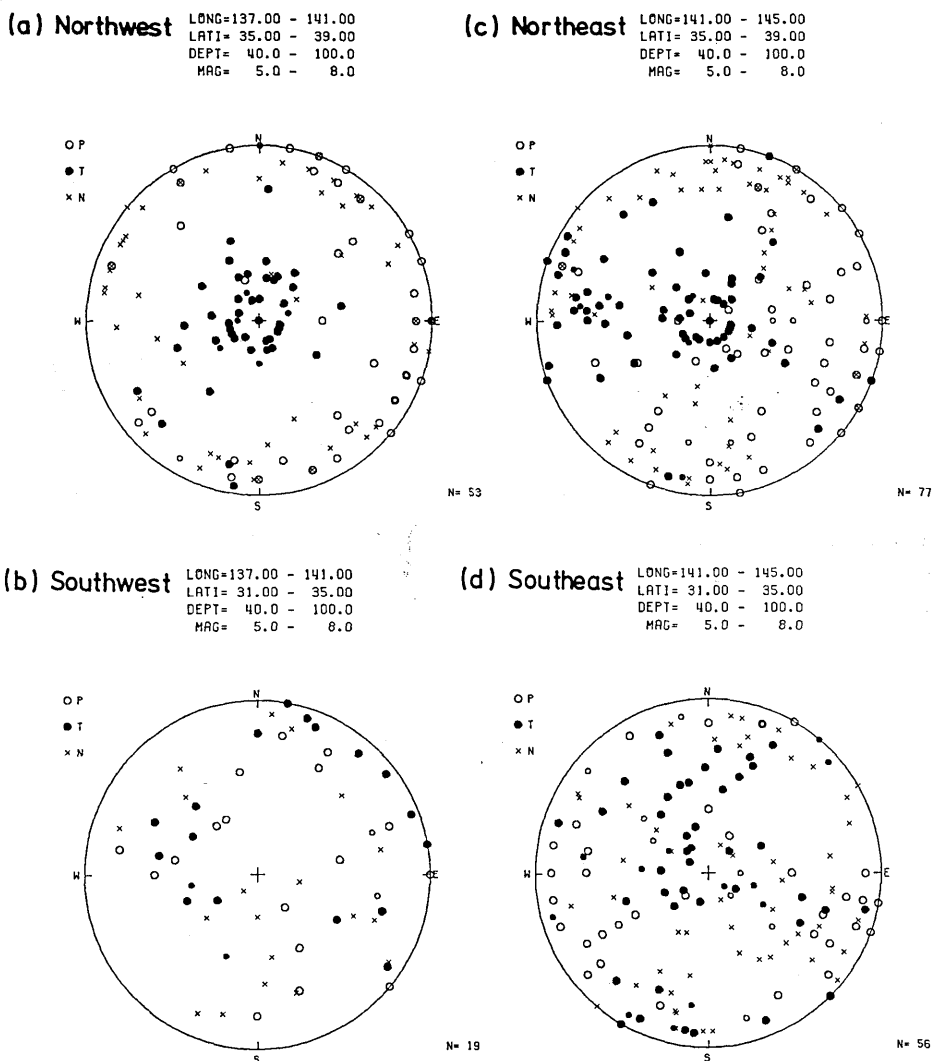 (a) Northwest
LONG=137.00 - 141.00
LATI= 35.00 - 39.00
DEPT= 40.0 - 100.0
MAG= 5.0 - 8.0
O P
● T
× N
N
W
E
S
N= 53
(c) Northeast
LONG=141.00 - 145.00
LATI= 35.00 - 39.00
DEPT= 40.0 - 100.0
MAG= 5.0 - 8.0
O P
● T
× N
N
W
E
S
N= 77
(b) Southwest
LONG=137.00 - 141.00
LATI= 31.00 - 35.00
DEPT= 40.0 - 100.0
MAG= 5.0 - 8.0
O P
● T
× N
N
W
E
S
N= 19
(d) Southeast
LONG=141.00 - 145.00
LATI= 31.00 - 35.00
DEPT= 40.0 - 100.0
MAG= 5.0 - 8.0
O P
● T
× N
N
W
E
S
N= 56